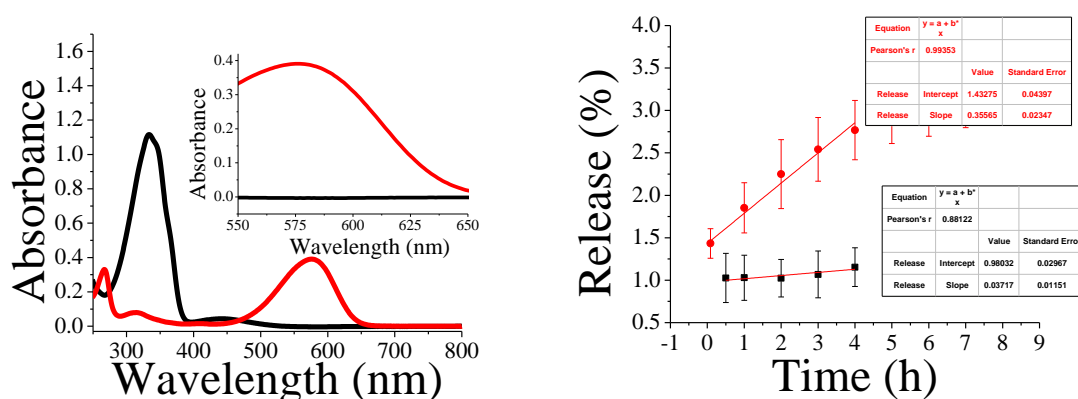 Absorbance
1.6
1.4
1.2
1.0
0.8
0.6
0.4
0.2
0.0
300 400 500 600 700 800
Wavelength (nm)
Absorbance
0.4
0.3
0.2
0.1
0.0
550 575 600 625 650
Wavelength (nm)
Release (%)
4.0
3.5
3.0
2.5
2.0
1.5
1.0
0.5
-1 0 1 2 3 4 5 6 7 8 9
Time (h)
Equation y = a + b*
x
Pearson's r 0.99353
Value Standard Error
Release Intercept 1.43275 0.04397
Release Slope 0.35565 0.02347
Equation y = a + b*
x
Pearson's r 0.88122
Value Standard Error
Release Intercept 0.98032 0.02967
Release Slope 0.03717 0.01151